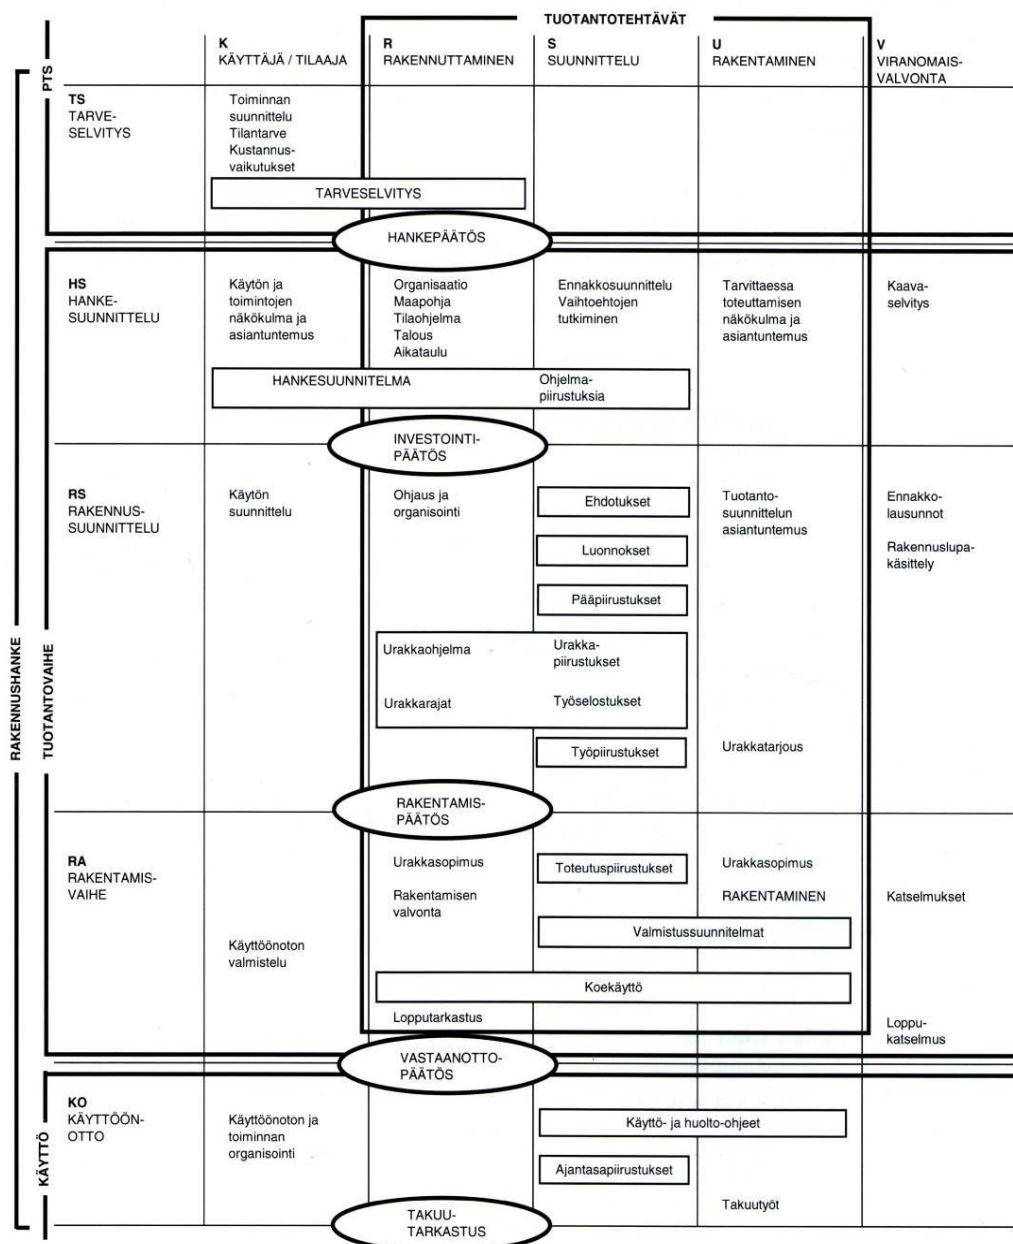 TUOTANTOTEHTÄVÄT
K
KÄYTTÄJÄ / TILAAJA
R
RAKENNUTTAMINEN
S
SUUNNITTELU
U
RAKENTAMINEN
V
VIRANOMAIS-
VALVONTA
RAKENNUSHANKE
PTS
TUOTANTOVAIHE
KÄYTTÖ
TS
TARVE-
SELVITYS
Toiminnan
suunnittelu
Tilantarve
Kustannus-
vaikutukset
TARVESELVITYS
HANKEPÄÄTÖS
HS
HANKE-
SUUNNITTELU
Käytön ja
toimintojen
näkökulma ja
asiantuntemus
Organisaatio
Maapohja
Tilaohjelma
Talous
Aikataulu
Ennakkosuunnittelu
Vaihtoehtojen
tutkiminen
Tarvittaessa
toteuttamisen
näkökulma ja
asiantuntemus
Kaava-
selvitys
HANKESUUNNITELMA
Ohjelma-
piirustuksia
INVESTOINTI-
PÄÄTÖS
RS
RAKENNUS-
SUUNNITTELU
Käytön
suunnittelu
Ohjaus ja
organisointi
Ehdotukset
Luonnokset
Pääpiirustukset
Tuotanto-
suunnittelun
asiantuntemus
Ennakko-
lausunnot
Rakennuslupa-
käsittely
Urakkaohjelma
Urakka-
piirustukset
Urakkarajat
Työselostukset
Työpiirustukset
Urakkatarjous
RAKENTAMIS-
PÄÄTÖS
RA
RAKENTAMIS-
VAIHE
Käyttöönoton
valmistelu
Urakkasopimus
Rakentamisen
valvonta
Toteutuspiirustukset
Urakkasopimus
RAKENTAMINEN
Katselmukset
Valmistussuunnitelmat
Koekäyttö
Lopputarkastus
Loppu-
katselmus
VASTAANOTTO-
PÄÄTÖS
KO
KÄYTTÖÖN-
OTTO
Käyttöönoton ja
toiminnan
organisointi
Käyttö- ja huolto-ohjeet
Ajantasapiirustukset
Takuutyöt
TAKUU-
TARKASTUS